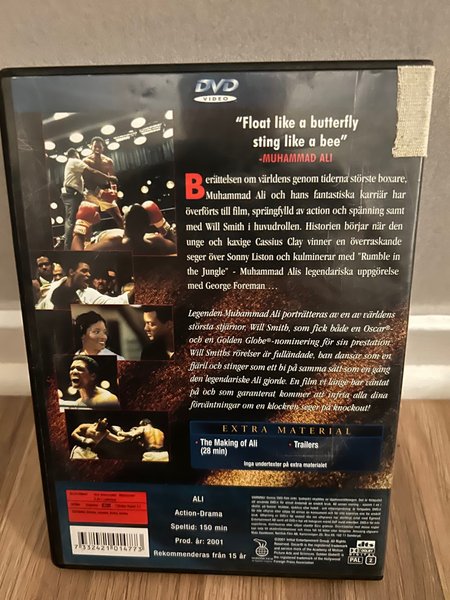 DVD
VIDEO
"Float like a butterfly
sting like a bee"
-MUHAMMAD ALI
Berättelsen om världens genom tiderna störste boxare,
Muhammad Ali och hans fantastiska karriär har
överförts till film, sprängfylld av action och spänning samt
med Will Smith i huvudrollen. Historien börjar när den
unge och kaxige Cassius Clay vinner en överraskande
seger över Sonny Liston och kulminerar med "Rumble in
the Jungle" - Muhammad Alis legendariska uppgörelse
med George Foreman ....
Legenden Muhammad Ali porträtteras av en av världens
största stjärnor. Will Smith, som fick både en Oscar®
och en Golden Globe®-nominering för sin prestation.
Will Smiths rörelser är fulländade, han dansar som en
fjäril och stinger som ett bi på samma sätt som en gång
den legendariske Ali gjorde. En film vi länge har väntat
på och som garanterat kommer att infria alla dina
förväntningar om en klockren seger på knockout!
EXTRA MATERIAL
• The Making of Ali
(28 min)
• Trailers
Inga undertexter på extra materialet
ALI
Action-Drama
Speltid: 150 min
Prod. år: 2001
Rekommenderas från 15 år
7 332421 014773
dts
DOLBY
PAL
2